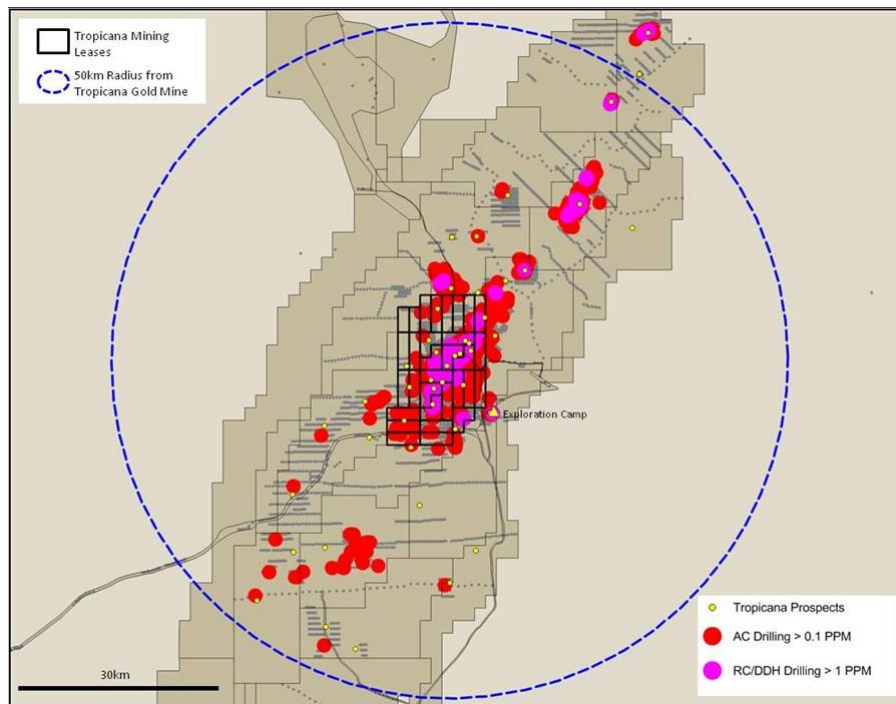 Tropicana Mining
Leases
50km Radius from
Tropicana Gold Mine
Exploration Camp
Tropicana Prospects
AC Drilling > 0.1 PPM
RC/DDH Drilling > 1 PPM
30km